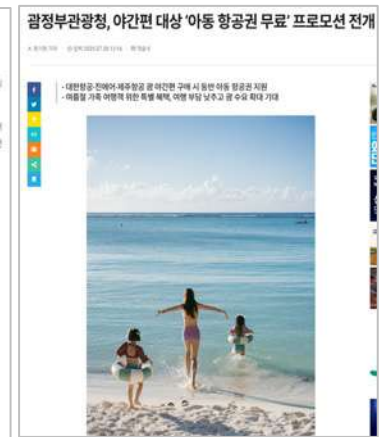 괌정부관광청, 야간편 대상 '아동 항공권 무료' 프로모션 전개
- 대한항공·진에어·제주항공 괌 야간편 구매 시 동반 아동 항공권 지원
- 여름철 가족 여행객 위한 특별 혜택, 여행 부담 낮추고 괌 수요 확대 기대